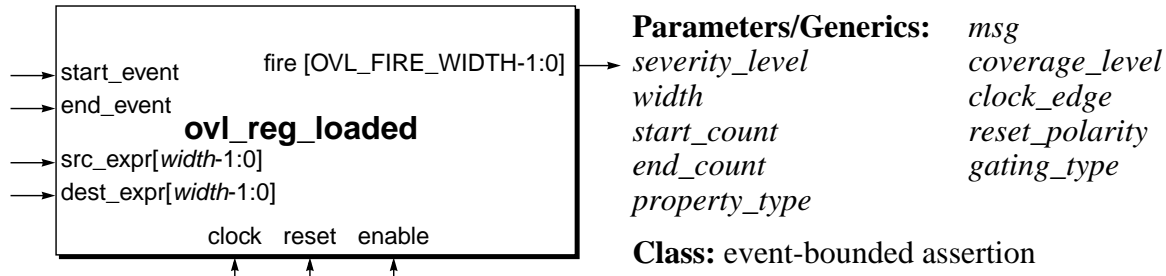 start_event
fire [OVL_FIRE_WIDTH-1:0]
end_event
ovl_reg_loaded
src_expr[width-1:0]
dest_expr[width-1:0]
clock reset enable
Parameters/Generics: msg
severity_level coverage_level
width clock_edge
start_count reset_polarity
end_count gating_type
property_type
Class: event-bounded assertion